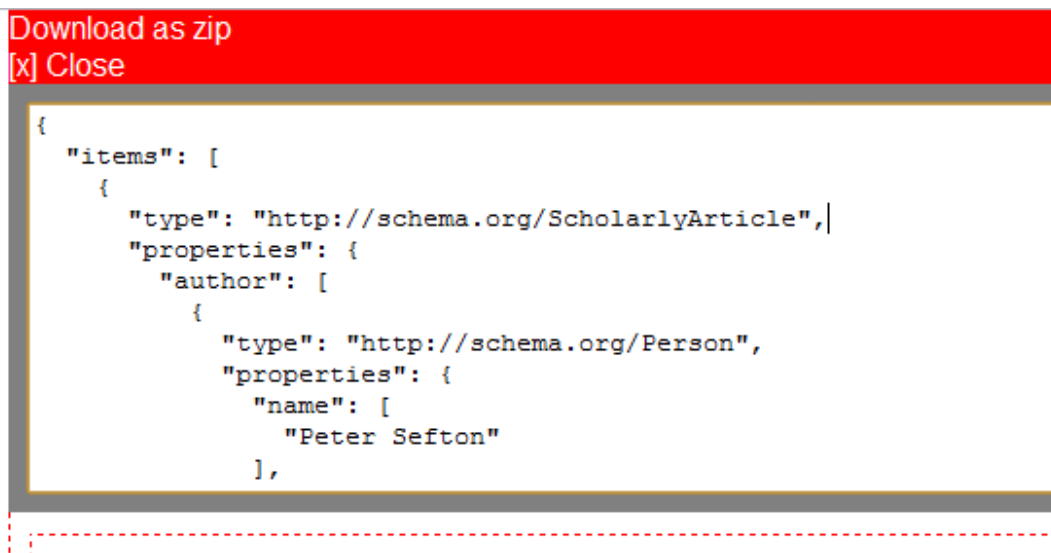 Download as zip
[x] Close
{
  "items": [
    {
      "type": "http://schema.org/ScholarlyArticle",
      "properties": {
        "author": [
          {
            "type": "http://schema.org/Person",
            "properties": {
              "name": [
                "Peter Sefton"
              ],